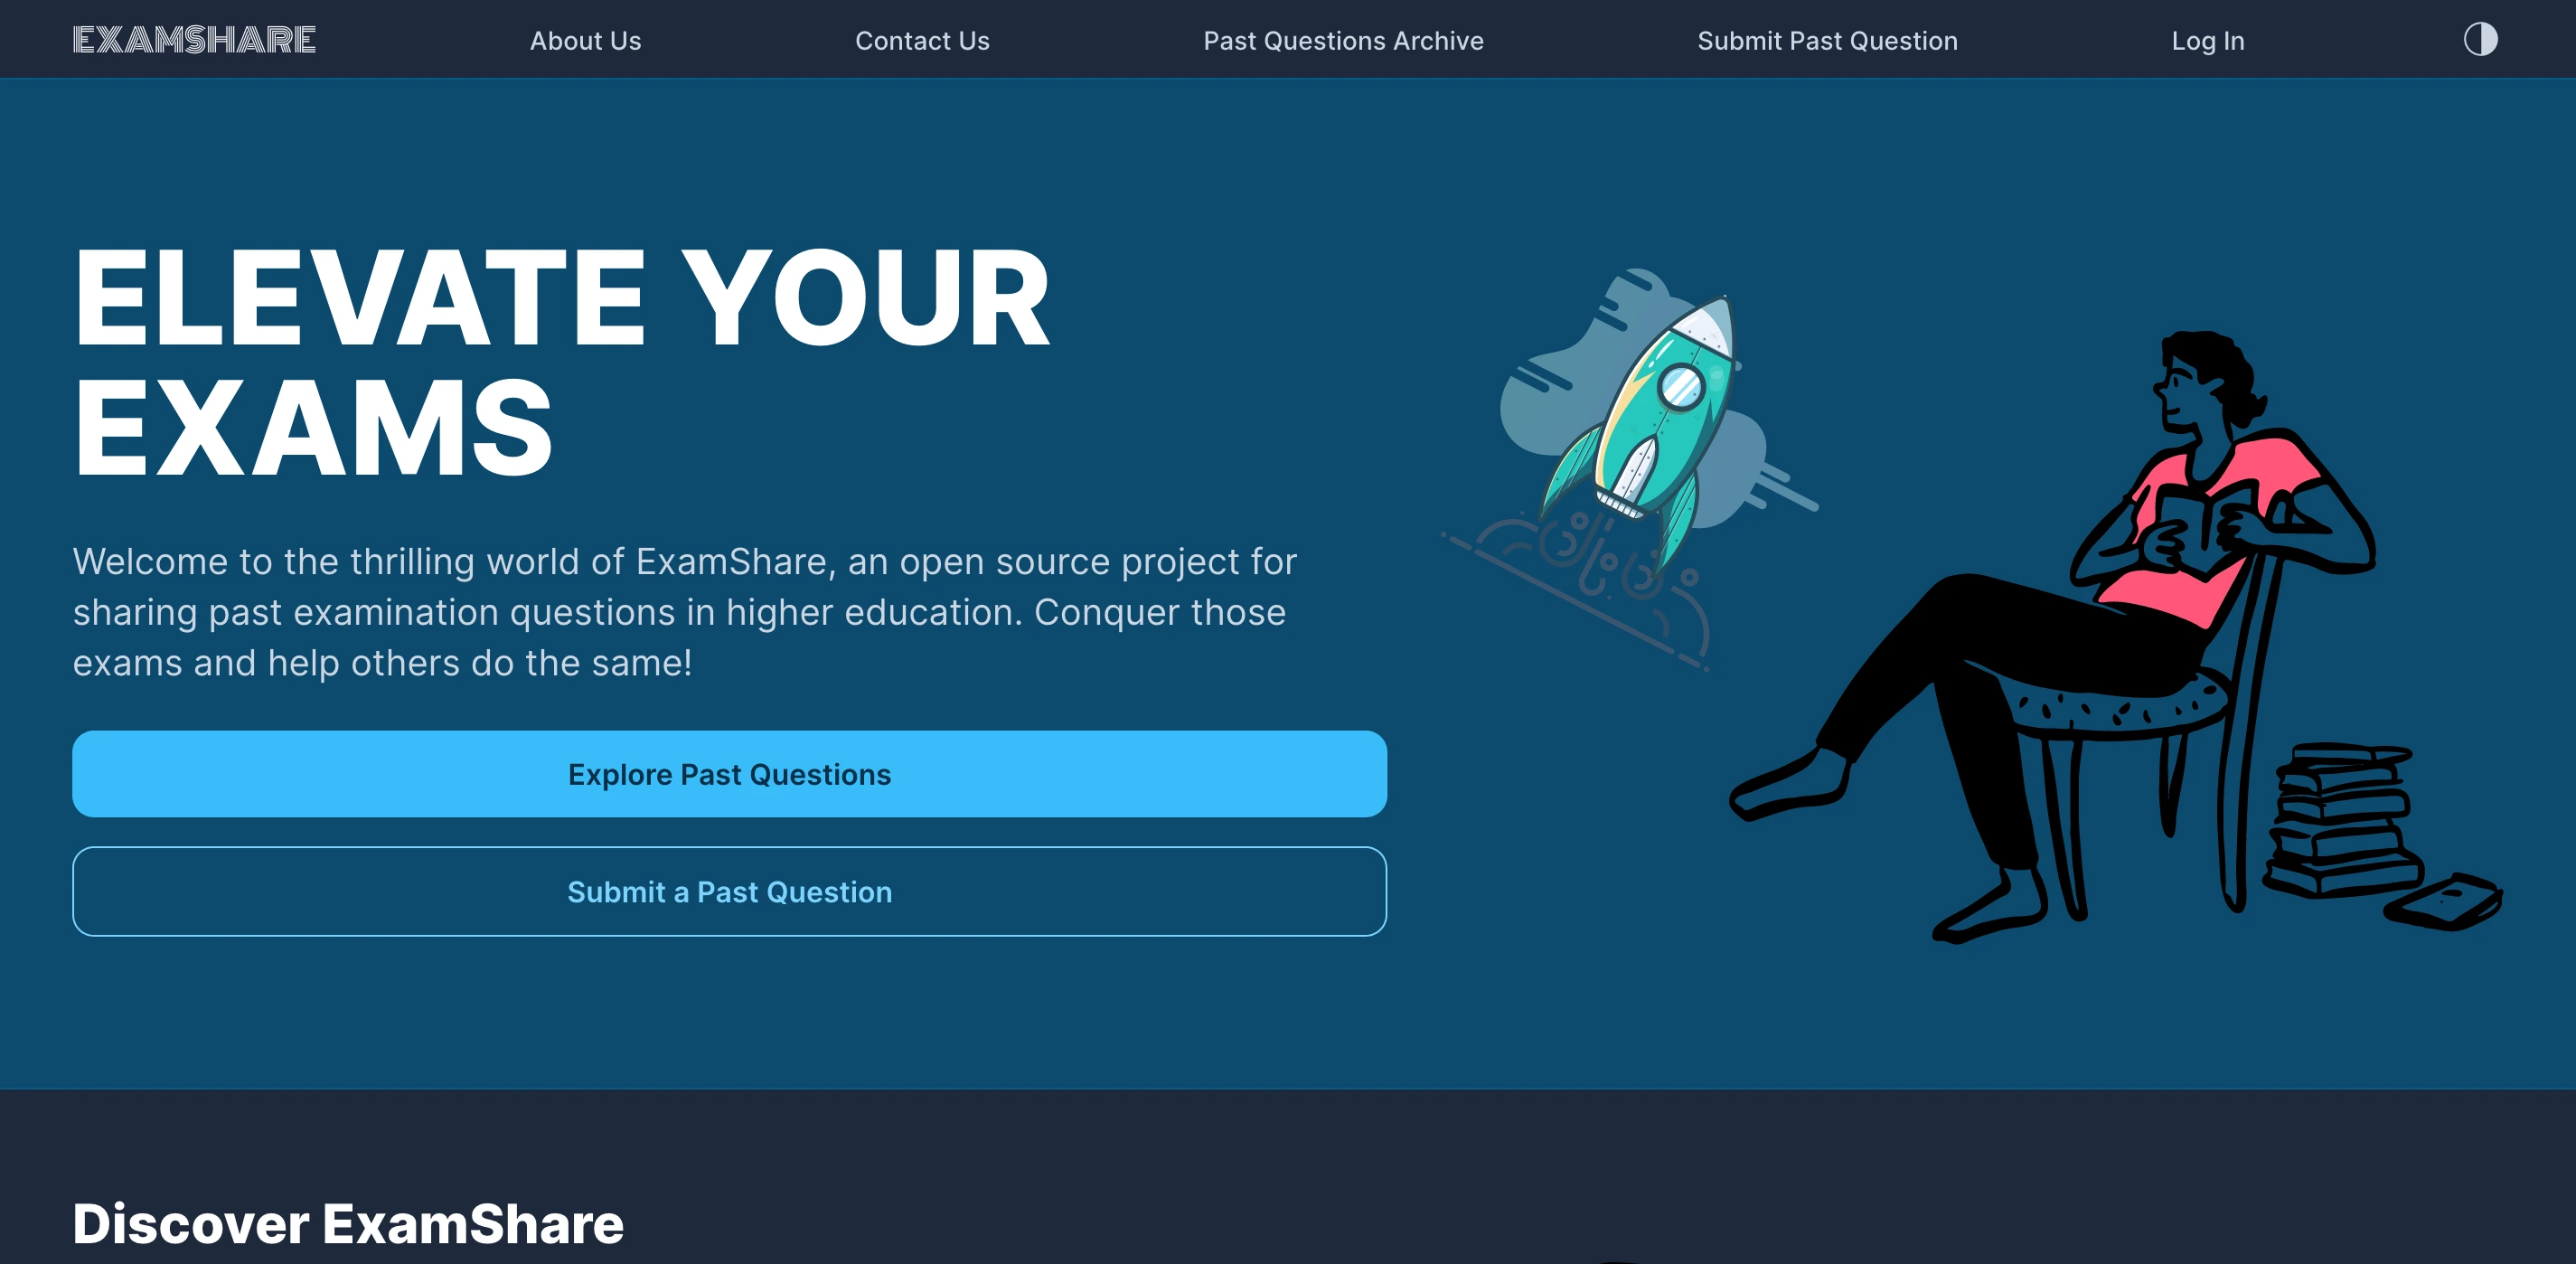 EXAMSHARE
About Us
Contact Us
Past Questions Archive
Submit Past Question
Log In
ELEVATE YOUR
EXAMS
Welcome to the thrilling world of ExamShare, an open source project for
sharing past examination questions in higher education. Conquer those
exams and help others do the same!
Explore Past Questions
Submit a Past Question
Discover ExamShare